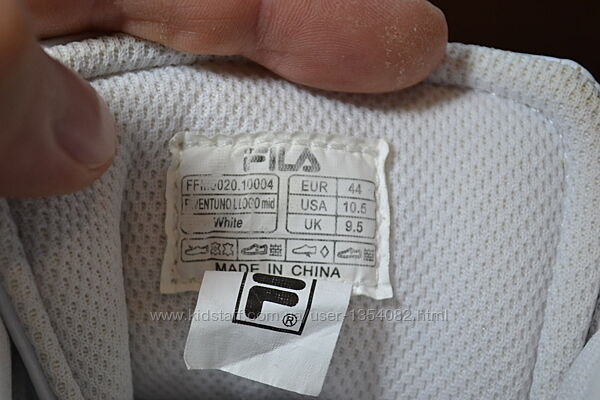 FILA
10004
EUR 44
USA 10.5
White
UK 9.5
MADE IN CHINA
F
®
www.kidstaff.com.ua/user-1354082.html